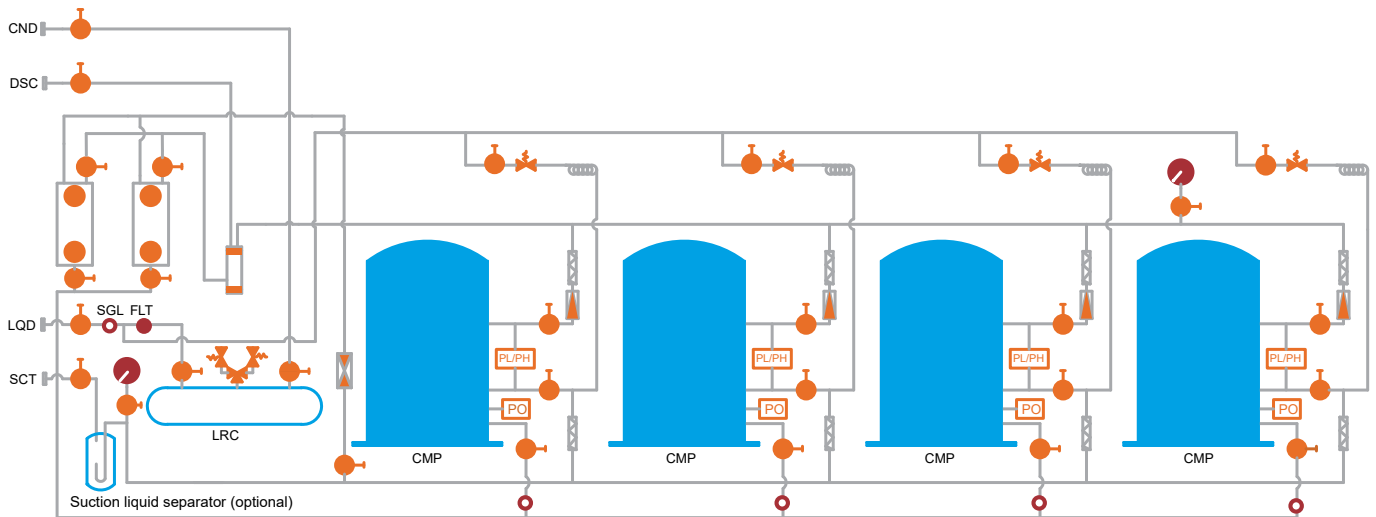 CND
DSC
LQD
SGL FLT
SCT
LRC
Suction liquid separator (optional)
PL/PH
PO
CMP
PL/PH
PO
CMP
PL/PH
PO
CMP
PL/PH
PO
CMP